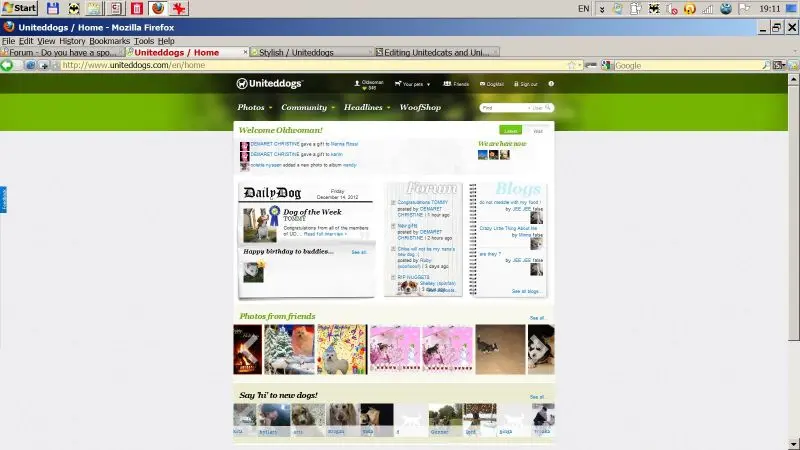 Start
EN
19:11
Uniteddogs / Home - Mozilla Firefox
File Edit View History Bookmarks Tools Help
Forum - Do you have a spo...
Uniteddogs / Home
Stylish / Uniteddogs
Editing Unitedcats and Uni...
http://www.uniteddogs.com/en/home
Google
Uniteddogs
Oldwoman
846
Your pets
Friends
DogMail
Sign out
Photos
Community
Headlines
WoofShop
Find
User
Welcome Oldwoman!
Latest
Wall
DEMARET CHRISTINE gave a gift to Marina Rossi
DEMARET CHRISTINE gave a gift to karin
colette nyssen added a new photo to album nandy
We are here now
feedback
DailyDog
Friday
December 14, 2012
Dog of the Week
TOMMY
Congratulations from all of the members
of UD... Read full interview »
Happy birthday to buddies...
See all..
Forum
Congratulations TOMMY
posted by DEMARET
CHRISTINE | 1 hour ago
New gifts
posted by DEMARET
CHRISTINE | 2 hours ago
Chloe will not be my nana's
new dog :(
posted by Ruby
| 3 days ago
RIP NUGGETS
Shelley (spinfan)
3 days ago
Blogs
do not meddle with my food !
by JEE JEE false
Crazy Little Thing About Me
by Minna false
are they ?
by JEE JEE false
See all blogs...
Photos from friends
See all..
Say 'hi' to new dogs!
See all..
Gunner